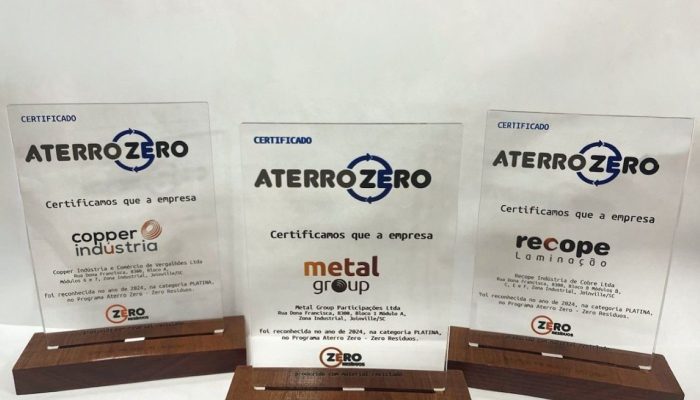 CERTIFICADO
ATERRO ZERO
Certificamos que a empresa
copper
indústria
Copper Indústria e Comércio de Vergalhões Ltda
Rua Dona Francisca, 8300, Bloco A,
Módulos 6 e 7, Zona Industrial, Joinville/SC
foi reconhecida no ano de 2024, na categoria PLATINA,
no Programa Aterro Zero - Zero Resíduos.
ZERO
RESÍDUOS
CERTIFICADO
ATERRO ZERO
Certificamos que a empresa
metal
group
Metal Group Participações Ltda
Rua Dona Francisca, 8300, Bloco 1 Módulo A,
Zona Industrial, Joinville/SC
foi reconhecida no ano de 2024, na categoria PLATINA,
no Programa Aterro Zero - Zero Resíduos.
ZERO
RESÍDUOS
produzido com material reciclado
CERTIFICADO
ATERRO ZERO
Certificamos que a empresa
recope
Laminação
Recope Indústria de Cobre Ltda
Rua Dona Francisca, 8300, Bloco B Módulos B,
C, E e F, Zona Industrial, Joinville/SC
foi reconhecida no ano de 2024, na categoria PLATINA,
no Programa Aterro Zero - Zero Resíduos.
ZERO
RESÍDUOS